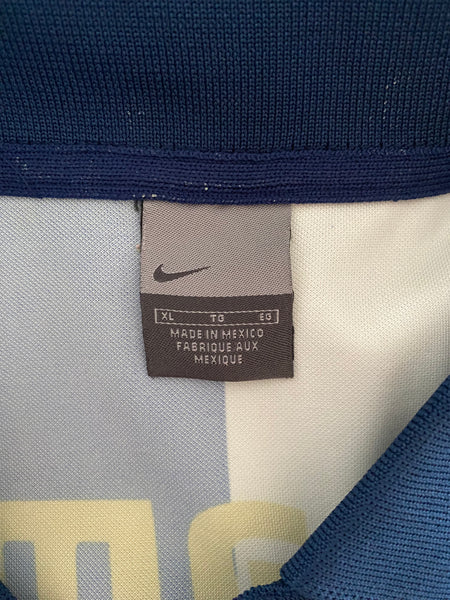 XL TG EG
MADE IN MEXICO
FABRIQUE AUX
MEXIQUE